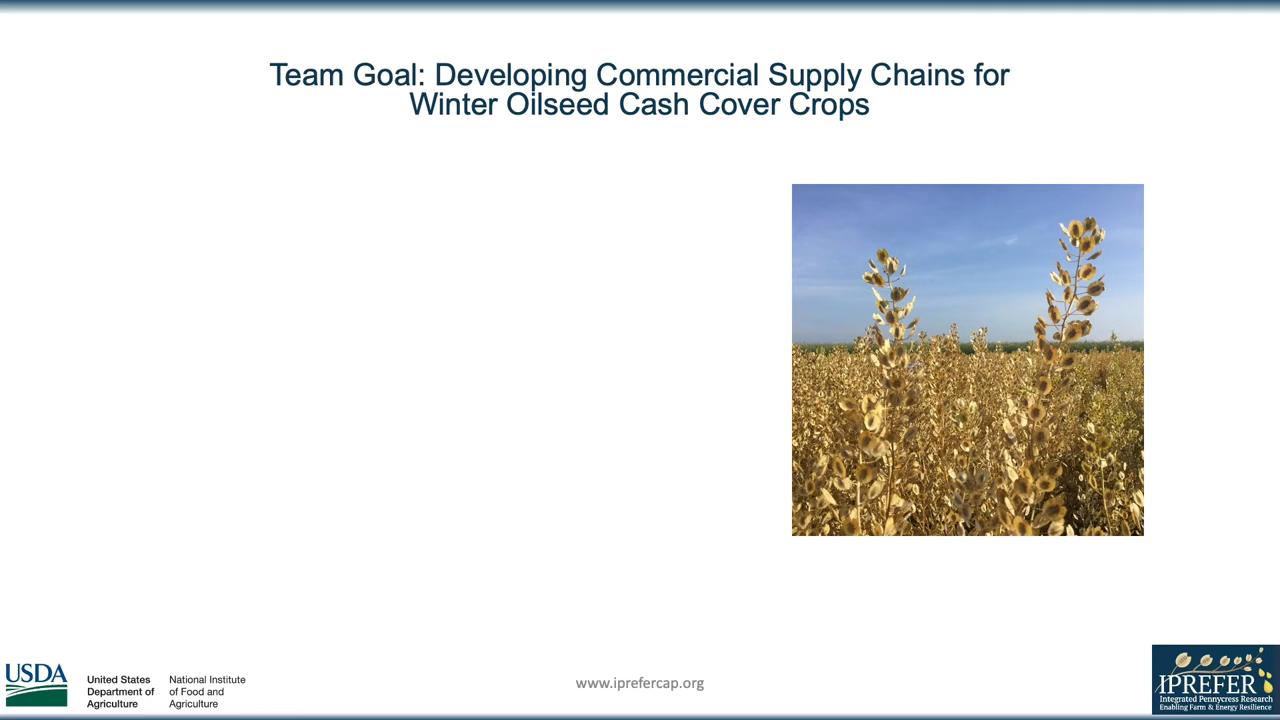 Team Goal: Developing Commercial Supply Chains for
Winter Oilseed Cash Cover Crops
USDA
United States
Department of
Agriculture
National Institute
of Food and
Agriculture
www.iprefercap.org
IPREFER
Integrated Pennycress Research
Enabling Farm & Energy Resilience